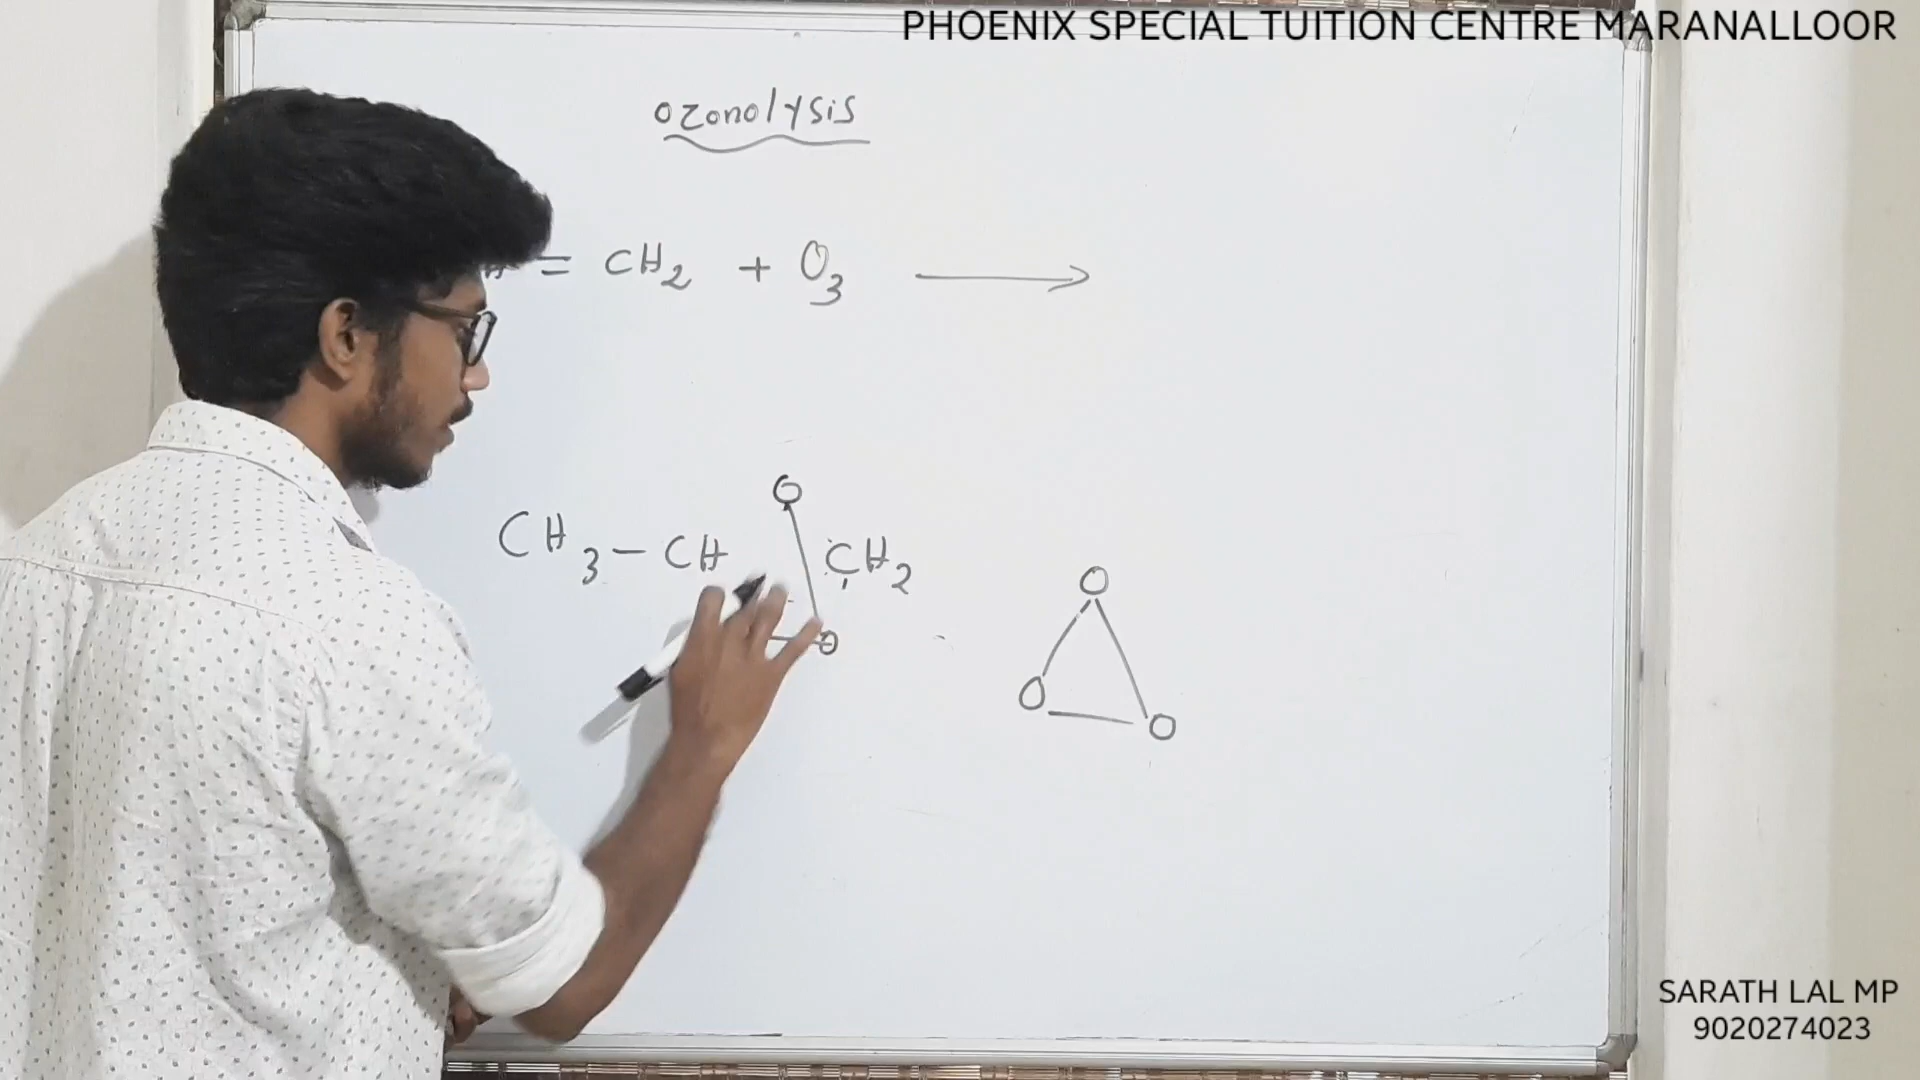 PHOENIX SPECIAL TUITION CENTRE MARANALLOOR
ozonolysis
= CH2 + O3 →
O
CH3 - CH CH2
O
O
O O
SARATH LAL MP
9020274023